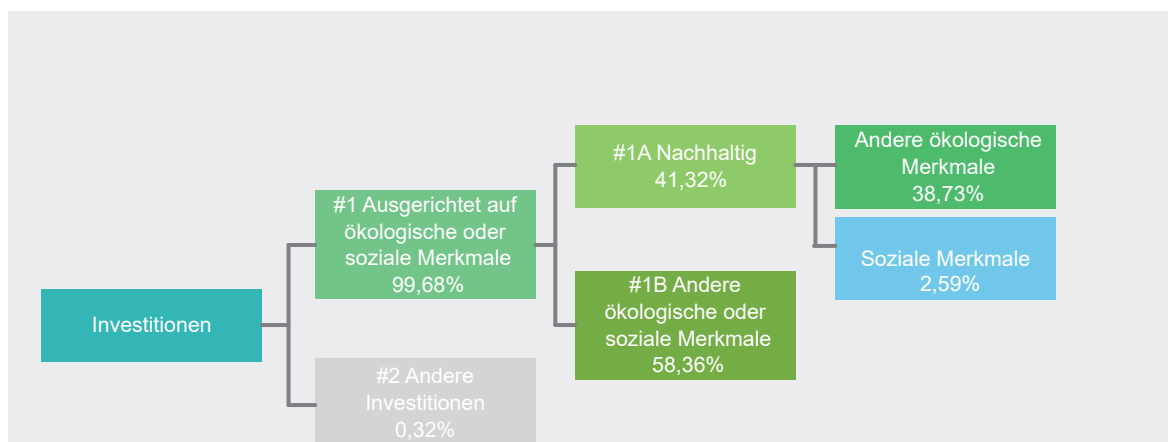 Investitionen
#1 Ausgerichtet auf
ökologische oder
soziale Merkmale
99,68%
#2 Andere
Investitionen
0,32%
#1A Nachhaltig
41,32%
#1B Andere
ökologische oder
soziale Merkmale
58,36%
Andere ökologische
Merkmale
38,73%
Soziale Merkmale
2,59%